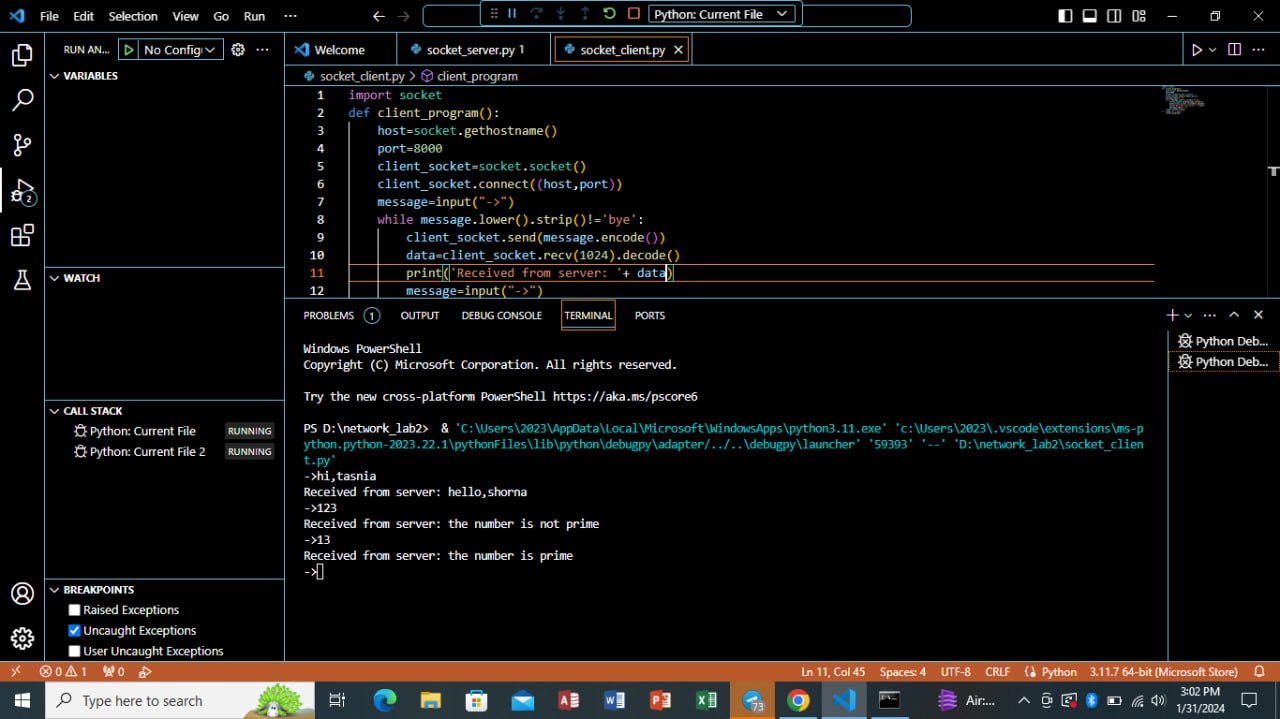 File Edit Selection View Go Run ···
Python: Current File
RUN AN... No Config ···
Welcome socket_server.py 1 socket_client.py
VARIABLES
socket_client.py > client_program
1 import socket
2 def client_program():
3 host=socket.gethostname()
4 port=8000
5 client_socket=socket.socket()
6 client_socket.connect((host,port))
7 message=input("->")
8 while message.lower().strip()!='bye':
9 client_socket.send(message.encode())
10 data=client_socket.recv(1024).decode()
11 print('Received from server: '+ data)
12 message=input("->")
2
WATCH
PROBLEMS 1 OUTPUT DEBUG CONSOLE TERMINAL PORTS
Python Deb...
Python Deb...
Windows PowerShell
Copyright (C) Microsoft Corporation. All rights reserved.
Try the new cross-platform PowerShell https://aka.ms/pscore6
CALL STACK
Python: Current File RUNNING
Python: Current File 2 RUNNING
PS D:\network_lab2> & 'C:\Users\2023\AppData\Local\Microsoft\WindowsApps\python3.11.exe' 'c:\Users\2023\.vscode\extensions\ms-p
ython.python-2023.22.1\pythonFiles\lib\python\debugpy\adapter/../..\debugpy\launcher' '59393' '--' 'D:\network_lab2\socket_clien
t.py'
->hi,tasnia
Received from server: hello,shorna
->123
Received from server: the number is not prime
->13
Received from server: the number is prime
->
BREAKPOINTS
Raised Exceptions
Uncaught Exceptions
User Uncaught Exceptions
0 1 0 Ln 11, Col 45 Spaces: 4 UTF-8 CRLF Python 3.11.7 64-bit (Microsoft Store)
Type here to search 73 Air... 3:02 PM
1/31/2024